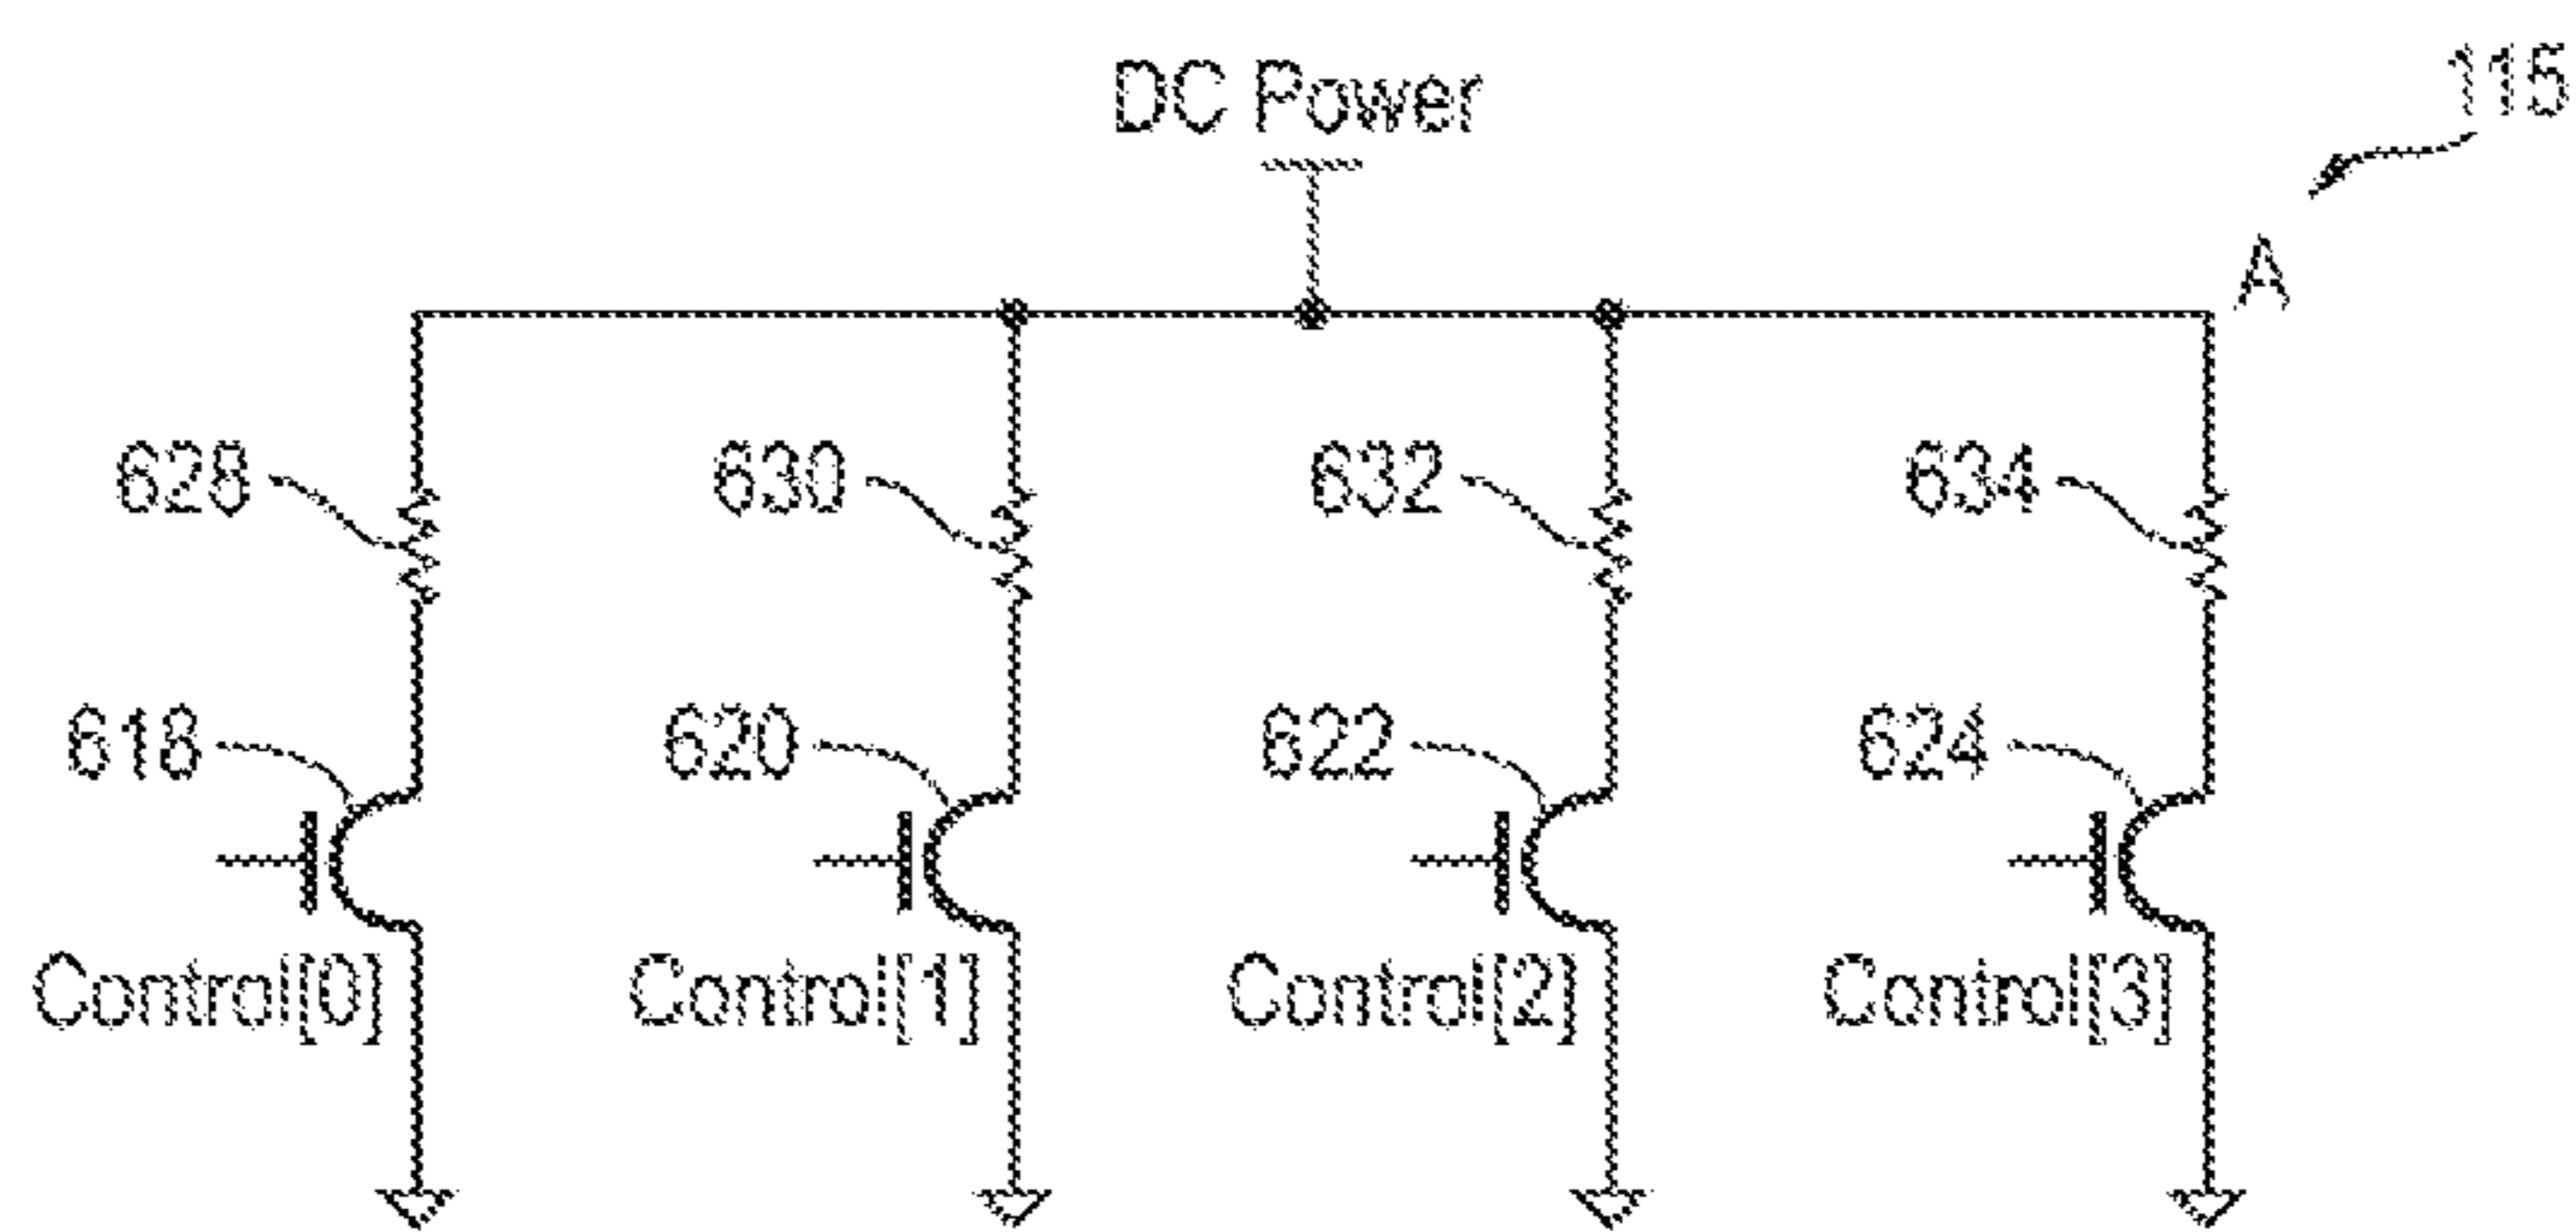 DC Power
115
A
628
630
632
634
618
620
622
624
Control[0]
Control[1]
Control[2]
Control[3]